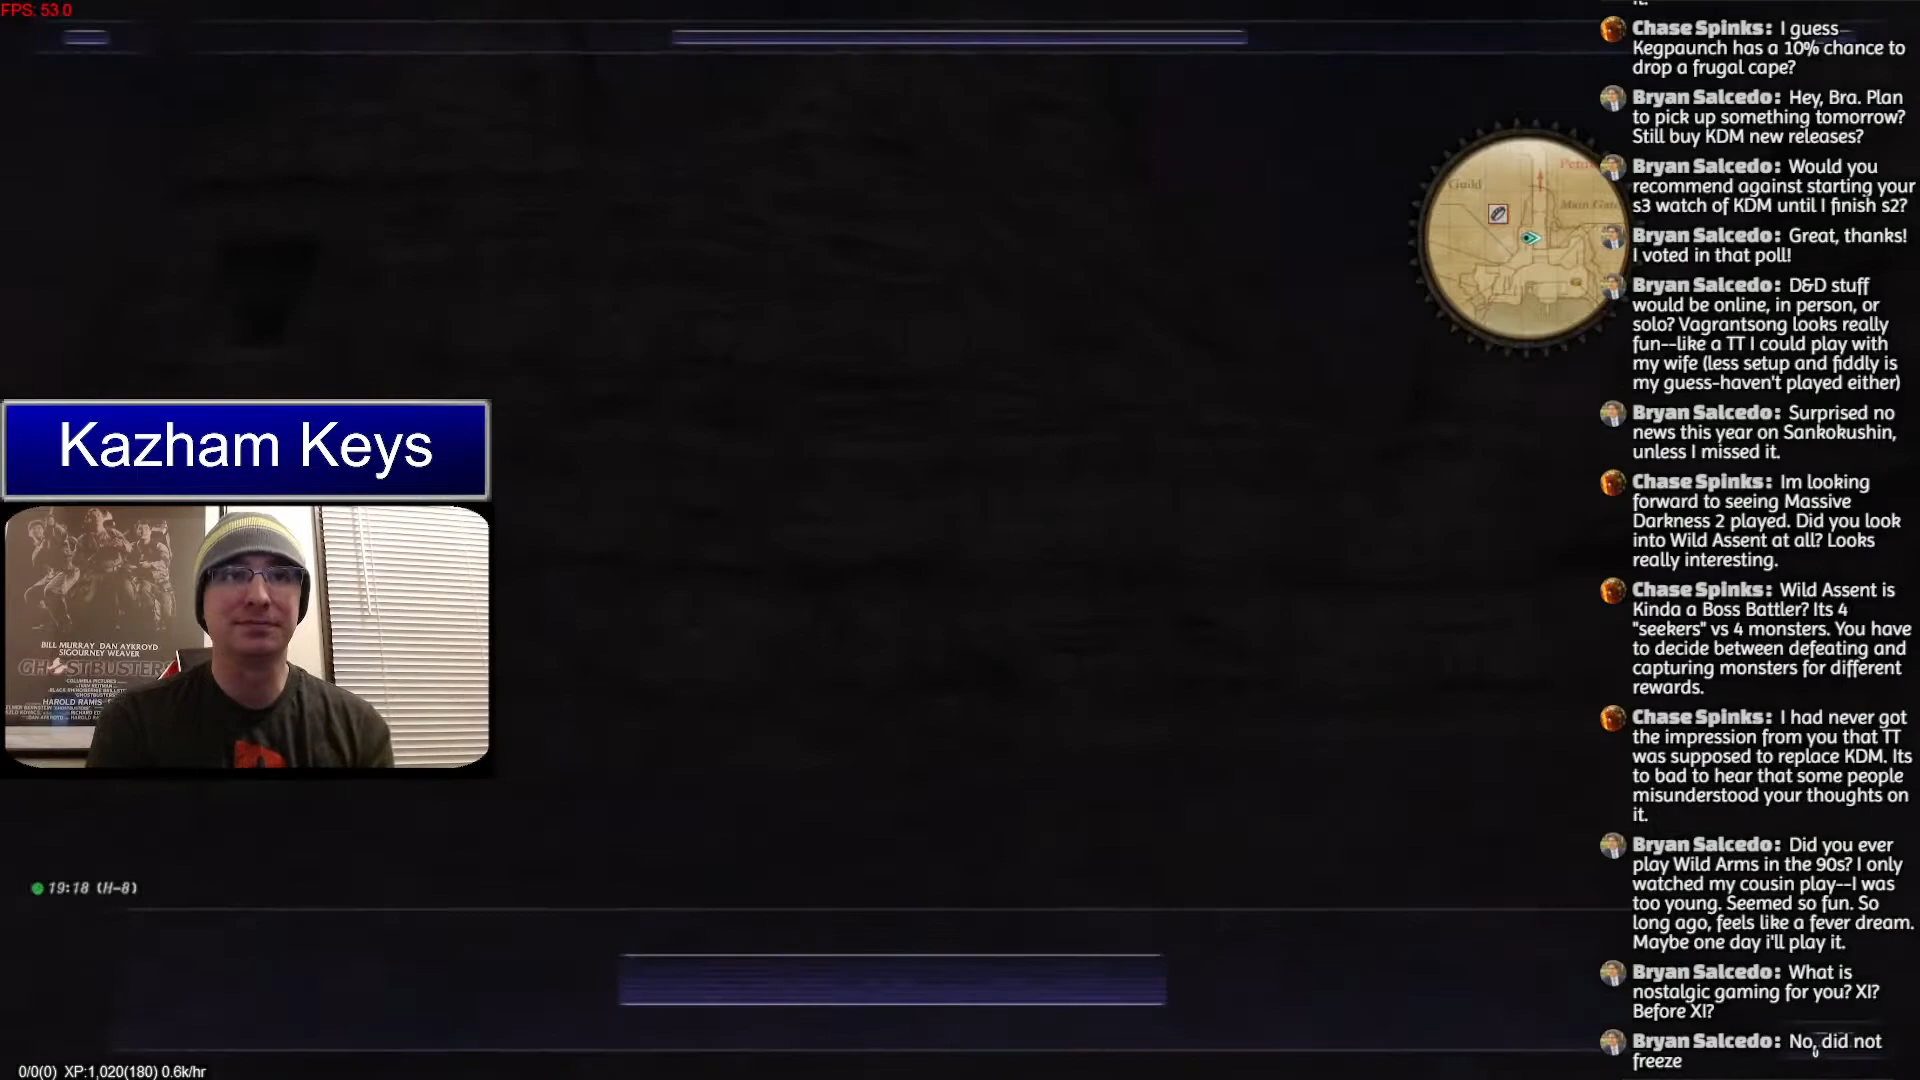 FPS: 53.0
Chase Spinks: I guess
Kegpaunch has a 10% chance to
drop a frugal cape?
Bryan Salcedo: Hey, Bra. Plan
to pick up something tomorrow?
Still buy KDM new releases?
Bryan Salcedo: Would you
recommend against starting your
s3 watch of KDM until I finish s2?
Bryan Salcedo: Great, thanks!
I voted in that poll!
Bryan Salcedo: D&D stuff
would be online, in person, or
solo? Vagrantsong looks really
fun--like a TT I could play with
my wife (less setup and fiddly is
my guess-haven't played either)
Bryan Salcedo: Surprised no
news this year on Sankokushin,
unless I missed it.
Chase Spinks: Im looking
forward to seeing Massive
Darkness 2 played. Did you look
into Wild Assent at all? Looks
really interesting.
Chase Spinks: Wild Assent is
Kinda a Boss Battler? Its 4
"seekers" vs 4 monsters. You have
to decide between defeating and
capturing monsters for different
rewards.
Chase Spinks: I had never got
the impression from you that TT
was supposed to replace KDM. Its
to bad to hear that some people
misunderstood your thoughts on
it.
Bryan Salcedo: Did you ever
play Wild Arms in the 90s? I only
watched my cousin play--I was
too young. Seemed so fun. So
long ago, feels like a fever dream.
Maybe one day i'll play it.
Bryan Salcedo: What is
nostalgic gaming for you? XI?
Before XI?
Bryan Salcedo: No, did not
freeze
Guild
Main
Kazham Keys
BILL MURRAY DAN AYKROYD
SIGOURNEY WEAVER
GHOSTBUSTERS
HAROLD RAMIS
19:18 (H-8)
0/0(0) XP:1,020(180) 0.6k/hr